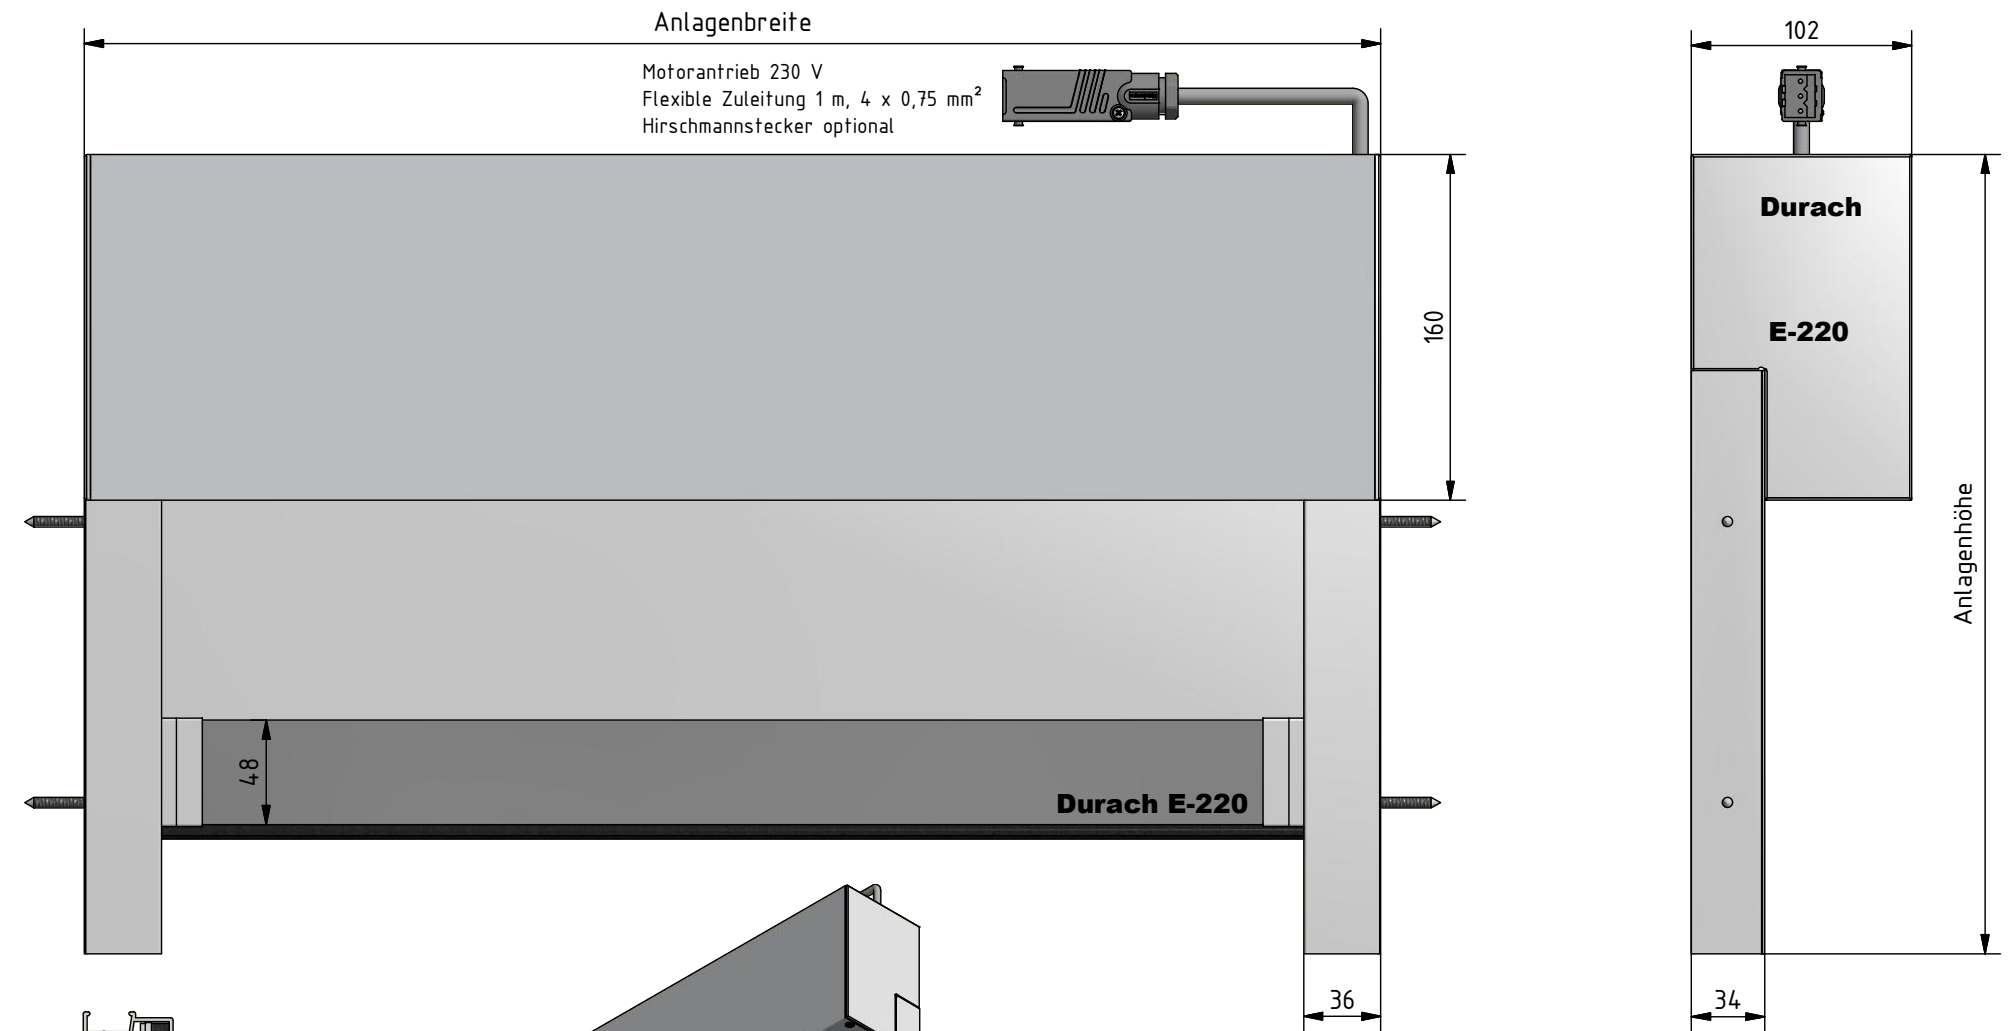 Anlagenbreite
102
Motorantrieb 230 V
Flexible Zuleitung 1 m, 4 x 0,75 mm²
Hirschmannstecker optional
Durach
E-220
160
Anlagenhöhe
48
Durach E-220
36
34